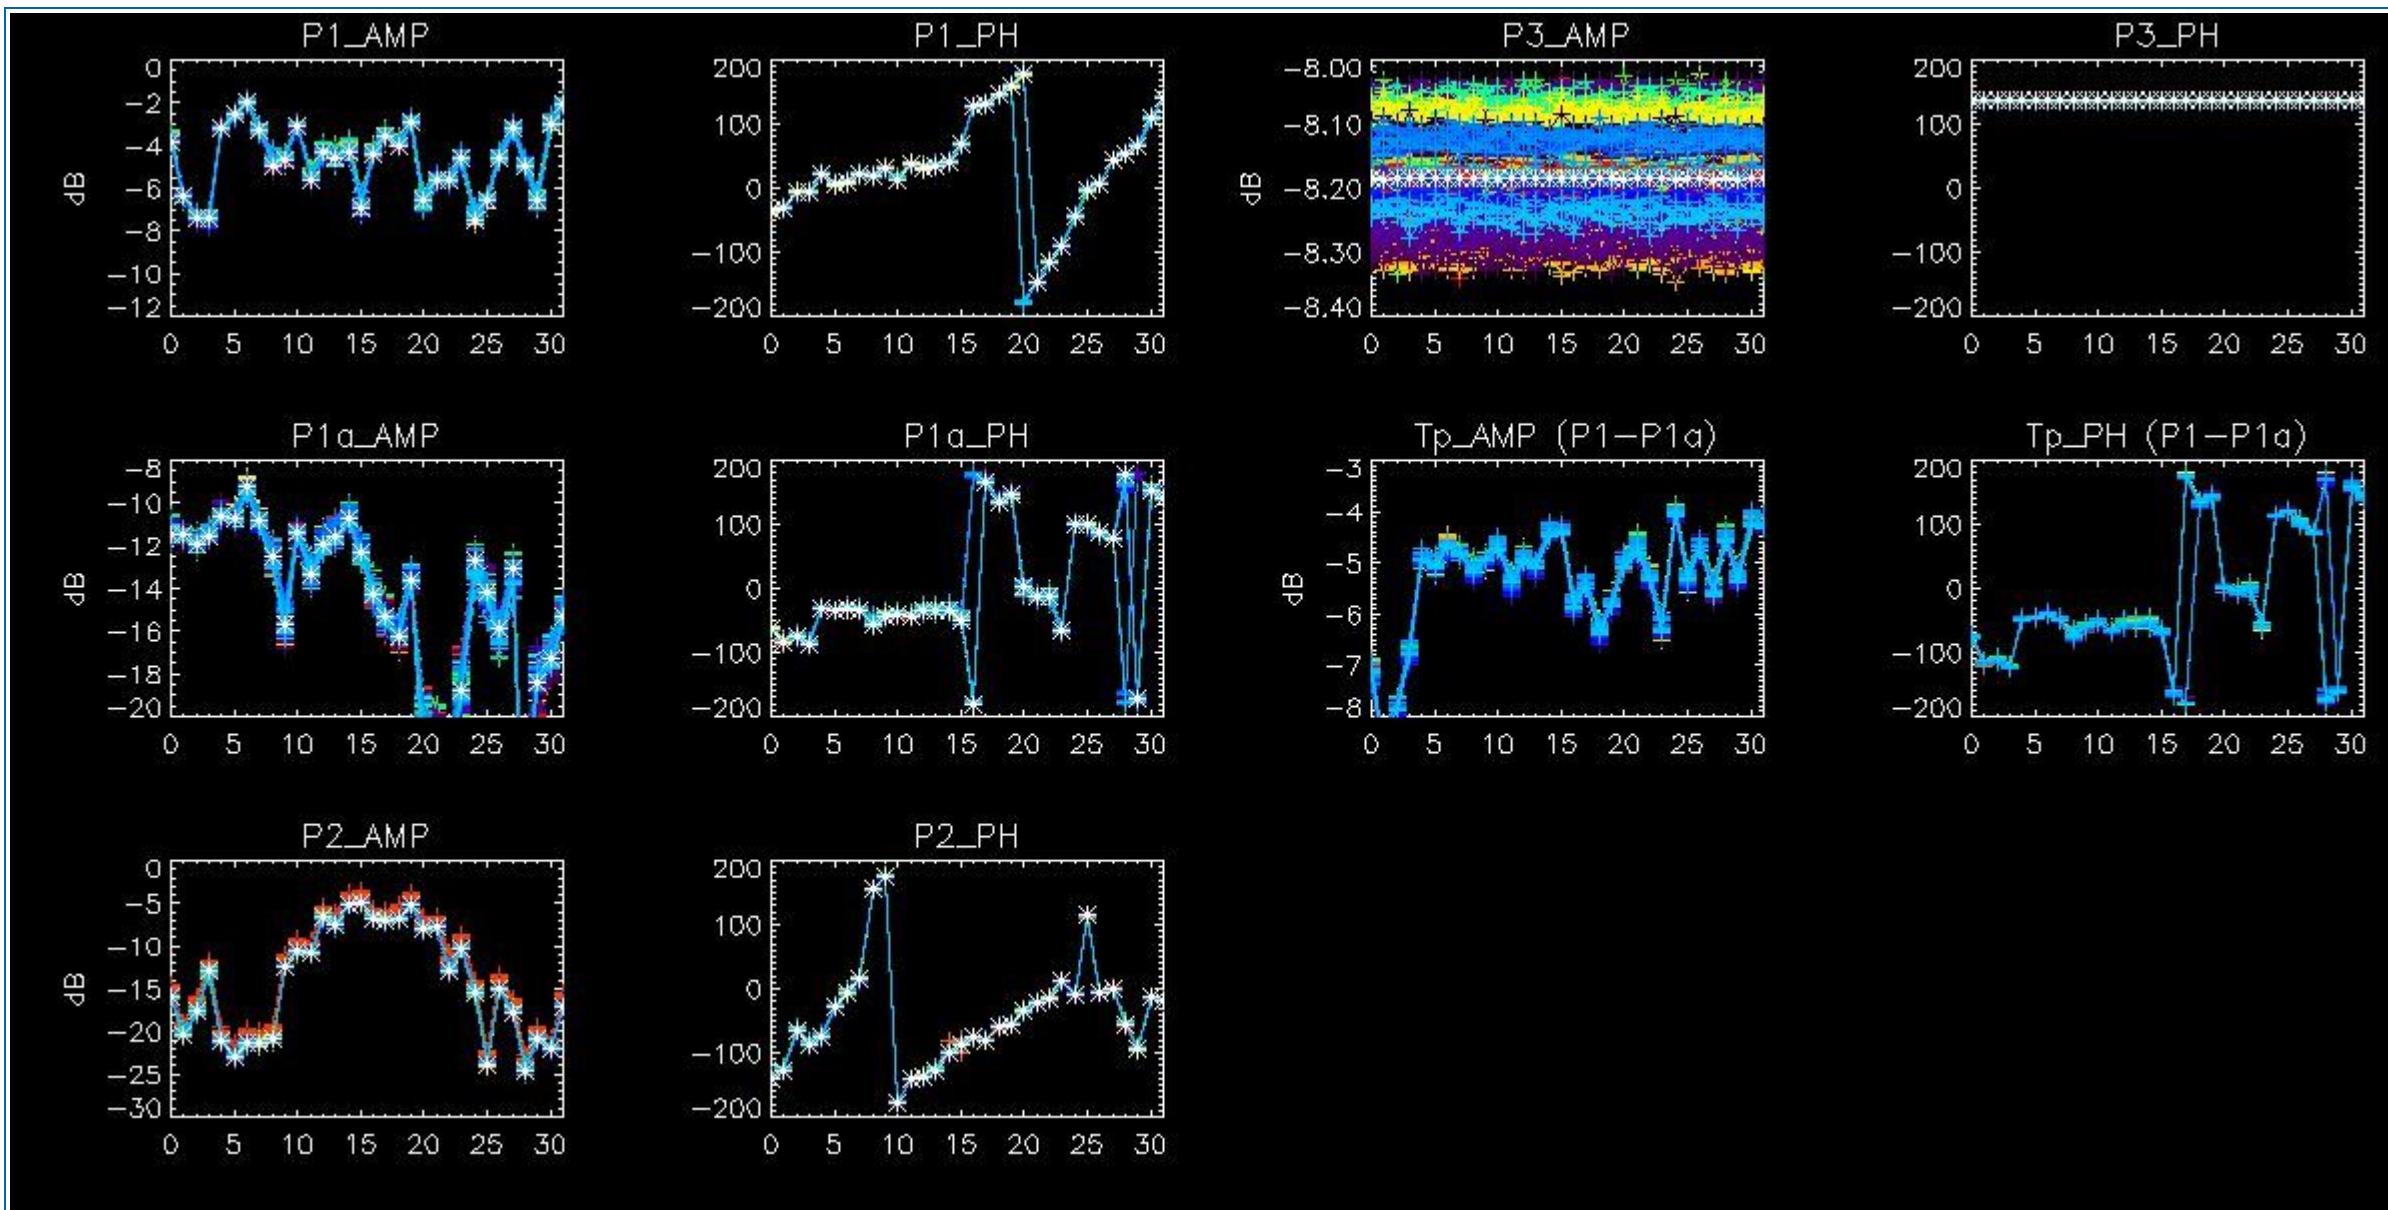 P1_AMP
0
−2
−4
−6
−8
−10
−12
dB
0 5 10 15 20 25 30
P1_PH
200
100
0
−100
−200
0 5 10 15 20 25 30
P3_AMP
−8.00
−8.10
−8.20
−8.30
−8.40
dB
0 5 10 15 20 25 30
P3_PH
200
100
0
−100
−200
0 5 10 15 20 25 30
P1a_AMP
−8
−10
−12
−14
−16
−18
−20
dB
0 5 10 15 20 25 30
P1a_PH
200
100
0
−100
−200
0 5 10 15 20 25 30
Tp_AMP (P1−P1a)
−3
−4
−5
−6
−7
−8
dB
0 5 10 15 20 25 30
Tp_PH (P1−P1a)
200
100
0
−100
−200
0 5 10 15 20 25 30
P2_AMP
0
−5
−10
−15
−20
−25
−30
dB
0 5 10 15 20 25 30
P2_PH
200
100
0
−100
−200
0 5 10 15 20 25 30